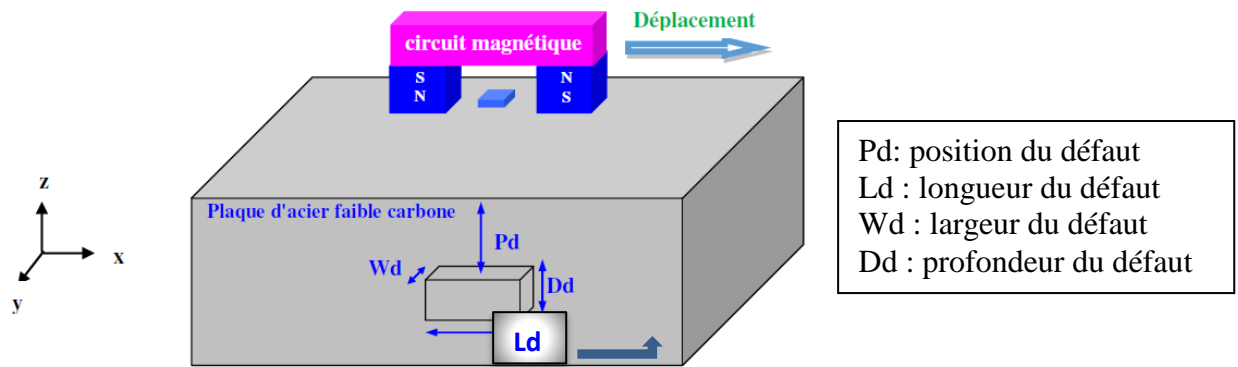 Déplacement
circuit magnétique
S
N
N
S
Plaque d'acier faible carbone
Pd
Wd
Dd
Ld
z
x
y
Pd: position du défaut
Ld : longueur du défaut
Wd : largeur du défaut
Dd : profondeur du défaut